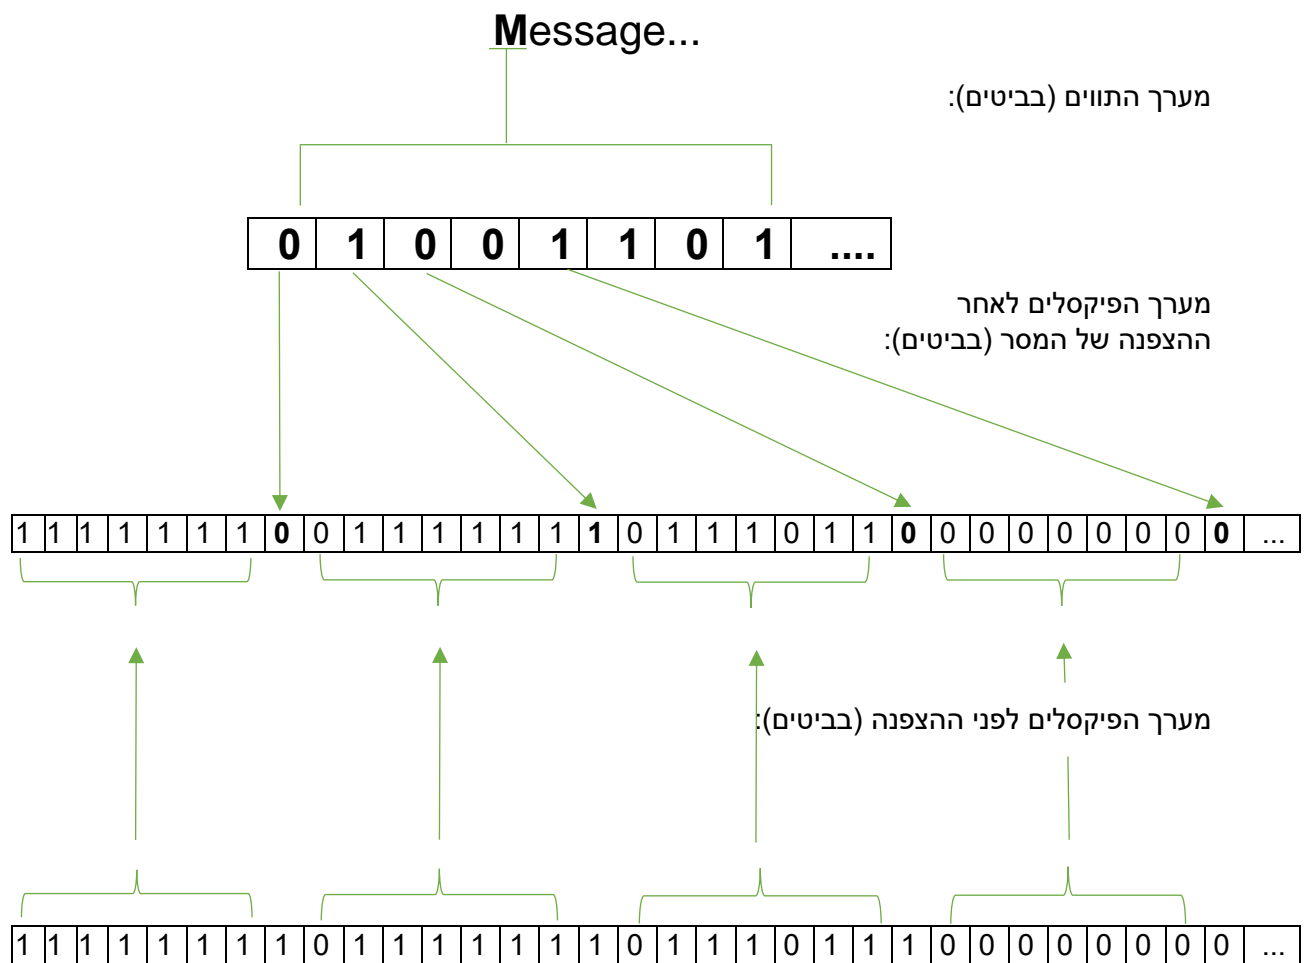 Message...
מערך התווים (בביטים):
0 1 0 0 1 1 0 1 ....
מערך הפיקסלים לאחר
ההצפנה של המסר (בביטים):
1 1 1 1 1 1 1 0 0 1 1 1 1 1 1 1 0 1 1 1 0 1 1 0 0 0 0 0 0 0 0 0 ...
מערך הפיקסלים לפני ההצפנה (בביטים):
1 1 1 1 1 1 1 1 0 1 1 1 1 1 1 1 0 1 1 1 0 1 1 1 0 0 0 0 0 0 0 0 ...